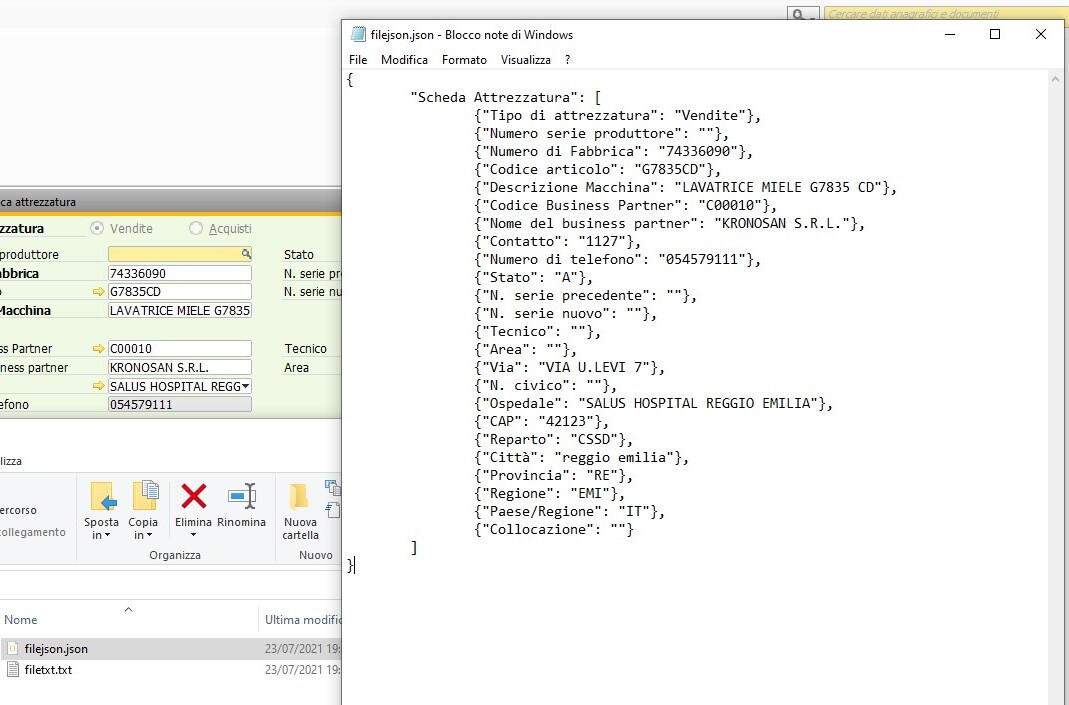 Cercare dati anagrafici e documenti
filejson.json - Blocco note di Windows
File Modifica Formato Visualizza ?
{
"Scheda Attrezzatura": [
{"Tipo di attrezzatura": "Vendite"},
{"Numero serie produttore": ""},
{"Numero di Fabbrica": "74336090"},
{"Codice articolo": "G7835CD"},
{"Descrizione Macchina": "LAVATRICE MIELE G7835 CD"},
{"Codice Business Partner": "C00010"},
{"Nome del business partner": "KRONOSAN S.R.L."},
{"Contatto": "1127"},
{"Numero di telefono": "054579111"},
{"Stato": "A"},
{"N. serie precedente": ""},
{"N. serie nuovo": ""},
{"Tecnico": ""},
{"Area": ""},
{"Via": "VIA U.LEVI 7"},
{"N. civico": ""},
{"Ospedale": "SALUS HOSPITAL REGGIO EMILIA"},
{"CAP": "42123"},
{"Reparto": "CSSD"},
{"Città": "reggio emilia"},
{"Provincia": "RE"},
{"Regione": "EMI"},
{"Paese/Regione": "IT"},
{"Collocazione": ""}
]
}
ca attrezzatura
zzatura Vendite Acquisti
produttore Stato
abbrica 74336090 N. serie pr
o G7835CD N. serie nu
Macchina LAVATRICE MIELE G7835
ss Partner C00010 Tecnico
ness partner KRONOSAN S.R.L. Area
SALUS HOSPITAL REGG
efono 054579111
lizza
ercorso
collegamento
Sposta in Copia in Elimina Rinomina Nuova cartella
Organizza Nuovo
Nome Ultima modific
filejson.json 23/07/2021 19:
filetxt.txt 23/07/2021 19: